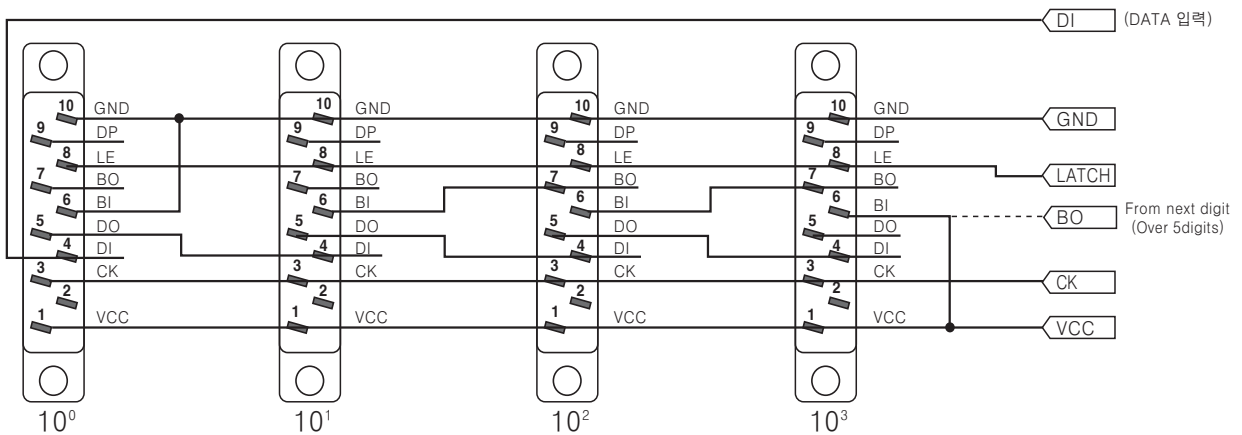 DI (DATA 입력)
10 GND 10 GND 10 GND 10 GND GND
9 DP 9 DP 9 DP 9 DP
8 LE 8 LE 8 LE 8 LE LATCH
7 BO 7 BO 7 BO 7 BO
6 BI 6 BI 6 BI 6 BI BO From next digit
(Over 5digits)
5 DO 5 DO 5 DO 5 DO
4 DI 4 DI 4 DI 4 DI
3 CK 3 CK 3 CK 3 CK CK
2 2 2 2
1 VCC 1 VCC 1 VCC 1 VCC VCC
10⁰ 10¹ 10² 10³